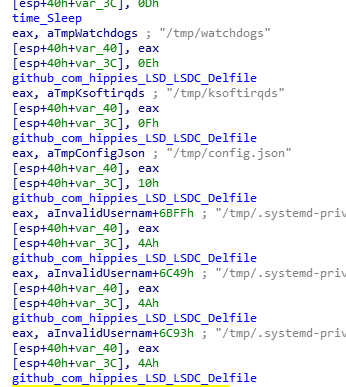 [esp+40h+var_3C], 0Dh
time_Sleep
eax, aTmpWatchdogs ; "/tmp/watchdogs"
[esp+40h+var_40], eax
[esp+40h+var_3C], 0Eh
github_com_hippies_LSD_LSDC_Delfile
eax, aTmpKsoftirqds ; "/tmp/ksoftirqds"
[esp+40h+var_40], eax
[esp+40h+var_3C], 0Fh
github_com_hippies_LSD_LSDC_Delfile
eax, aTmpConfigJson ; "/tmp/config.json"
[esp+40h+var_40], eax
[esp+40h+var_3C], 10h
github_com_hippies_LSD_LSDC_Delfile
eax, aInvalidUsernam+6BFFh ; "/tmp/.systemd-priv
[esp+40h+var_40], eax
[esp+40h+var_3C], 4Ah
github_com_hippies_LSD_LSDC_Delfile
eax, aInvalidUsernam+6C49h ; "/tmp/.systemd-priv
[esp+40h+var_40], eax
[esp+40h+var_3C], 4Ah
github_com_hippies_LSD_LSDC_Delfile
eax, aInvalidUsernam+6C93h ; "/tmp/.systemd-priv
[esp+40h+var_40], eax
[esp+40h+var_3C], 4Ah
github_com_hippies_LSD_LSDC_Delfile